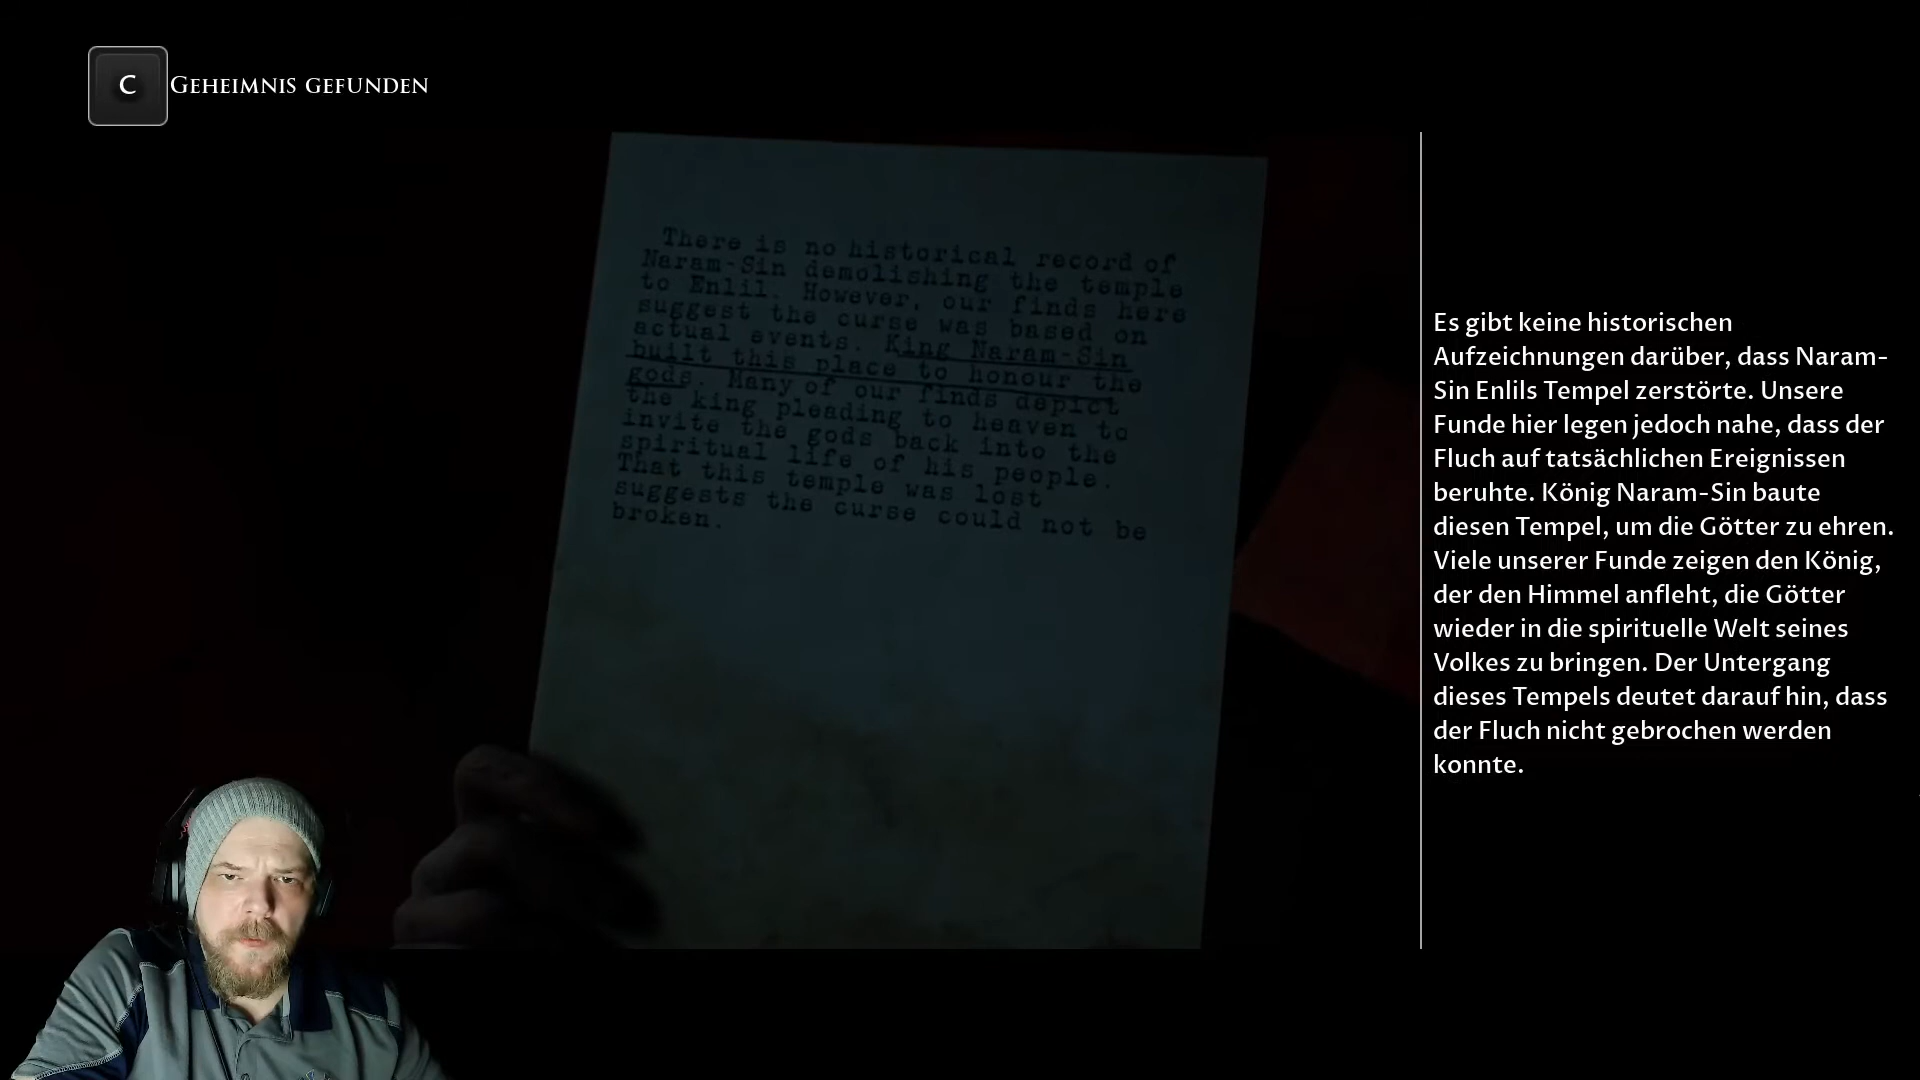 C
GEHEIMNIS GEFUNDEN
There is no historical record of
Naram-Sin demolishing the temple
to Enlil. However, our finds here
suggest the curse was based on
actual events. King Naram-Sin
built this place to honour the
gods. Many of our finds depict
the king pleading to heaven to
invite the gods back into the
spiritual life of his people.
That this temple was lost
suggests the curse could not be
broken.
Es gibt keine historischen
Aufzeichnungen darüber, dass Naram-
Sin Enlils Tempel zerstörte. Unsere
Funde hier legen jedoch nahe, dass der
Fluch auf tatsächlichen Ereignissen
beruhte. König Naram-Sin baute
diesen Tempel, um die Götter zu ehren.
Viele unserer Funde zeigen den König,
der den Himmel anfleht, die Götter
wieder in die spirituelle Welt seines
Volkes zu bringen. Der Untergang
dieses Tempels deutet darauf hin, dass
der Fluch nicht gebrochen werden
konnte.